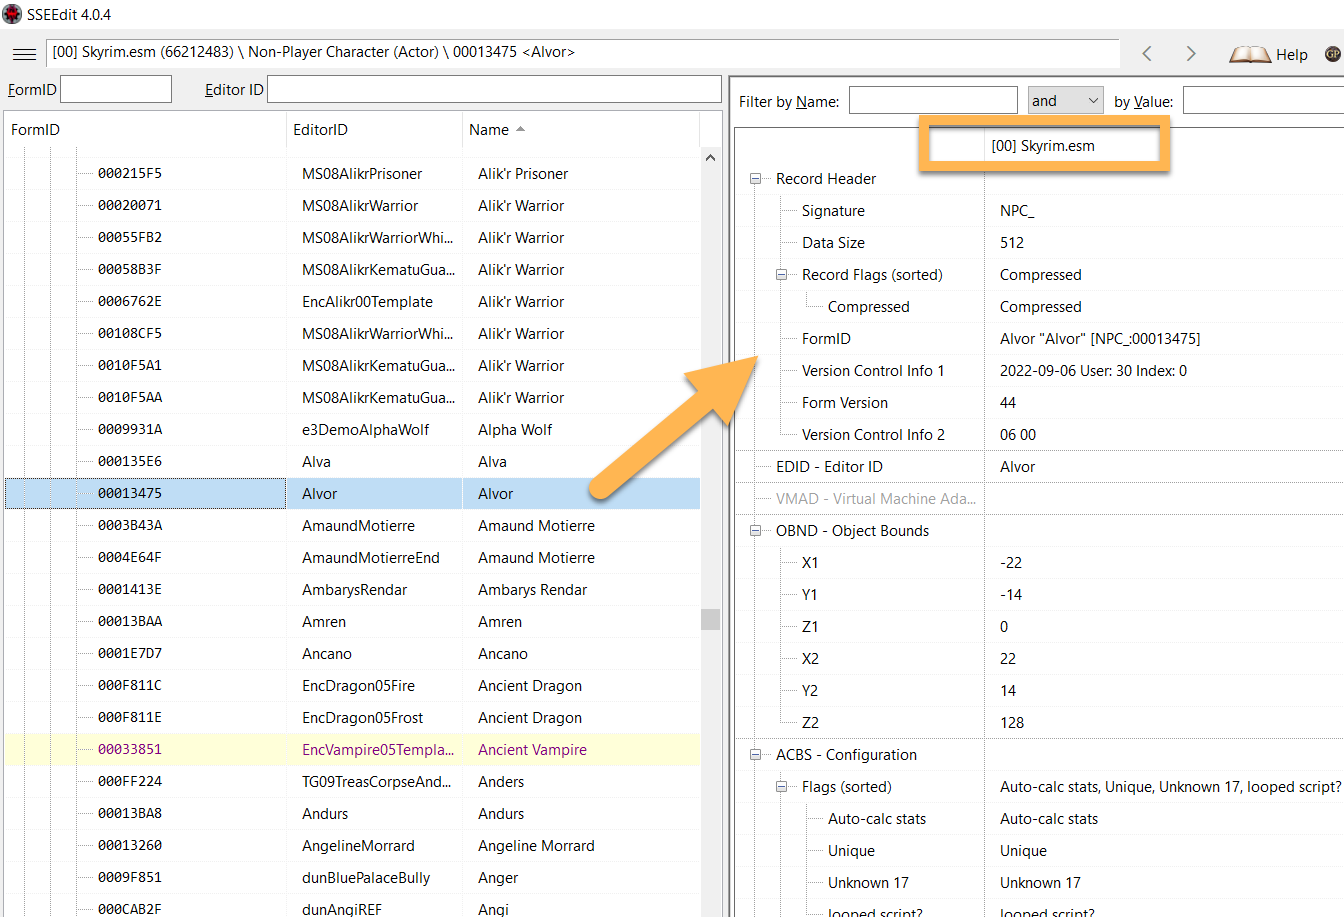 SSEEdit 4.0.4
[00] Skyrim.esm (66212483) \ Non-Player Character (Actor) \ 00013475 <Alvor>
Help
GP
FormID
Editor ID
FormID EditorID Name
000215F5 MS08AlikrPrisoner Alik'r Prisoner
00020071 MS08AlikrWarrior Alik'r Warrior
00055FB2 MS08AlikrWarriorWhi... Alik'r Warrior
00058B3F MS08AlikrKematuGua... Alik'r Warrior
0006762E EncAlikr00Template Alik'r Warrior
00108CF5 MS08AlikrWarriorWhi... Alik'r Warrior
0010F5A1 MS08AlikrKematuGua... Alik'r Warrior
0010F5AA MS08AlikrKematuGua... Alik'r Warrior
0009931A e3DemoAlphaWolf Alpha Wolf
000135E6 Alva Alva
00013475 Alvor Alvor
0003B43A AmaundMotierre Amaund Motierre
0004E64F AmaundMotierreEnd Amaund Motierre
0001413E AmbarysRendar Ambarys Rendar
00013BAA Amren Amren
0001E7D7 Ancano Ancano
000F811C EncDragon05Fire Ancient Dragon
000F811E EncDragon05Frost Ancient Dragon
00033851 EncVampire05Templa... Ancient Vampire
000FF224 TG09TreasCorpseAnd... Anders
00013BA8 Andurs Andurs
00013260 AngelineMorrard Angeline Morrard
0009F851 dunBluePalaceBully Anger
000CAB2F dunAngiREF Angi
Filter by Name: and by Value:
[00] Skyrim.esm
Record Header
Signature NPC_
Data Size 512
Record Flags (sorted) Compressed
Compressed Compressed
FormID Alvor "Alvor" [NPC_:00013475]
Version Control Info 1 2022-09-06 User: 30 Index: 0
Form Version 44
Version Control Info 2 06 00
EDID - Editor ID Alvor
VMAD - Virtual Machine Ada...
OBND - Object Bounds
X1 -22
Y1 -14
Z1 0
X2 22
Y2 14
Z2 128
ACBS - Configuration
Flags (sorted) Auto-calc stats, Unique, Unknown 17, looped script?
Auto-calc stats Auto-calc stats
Unique Unique
Unknown 17 Unknown 17
looped script? looped script?